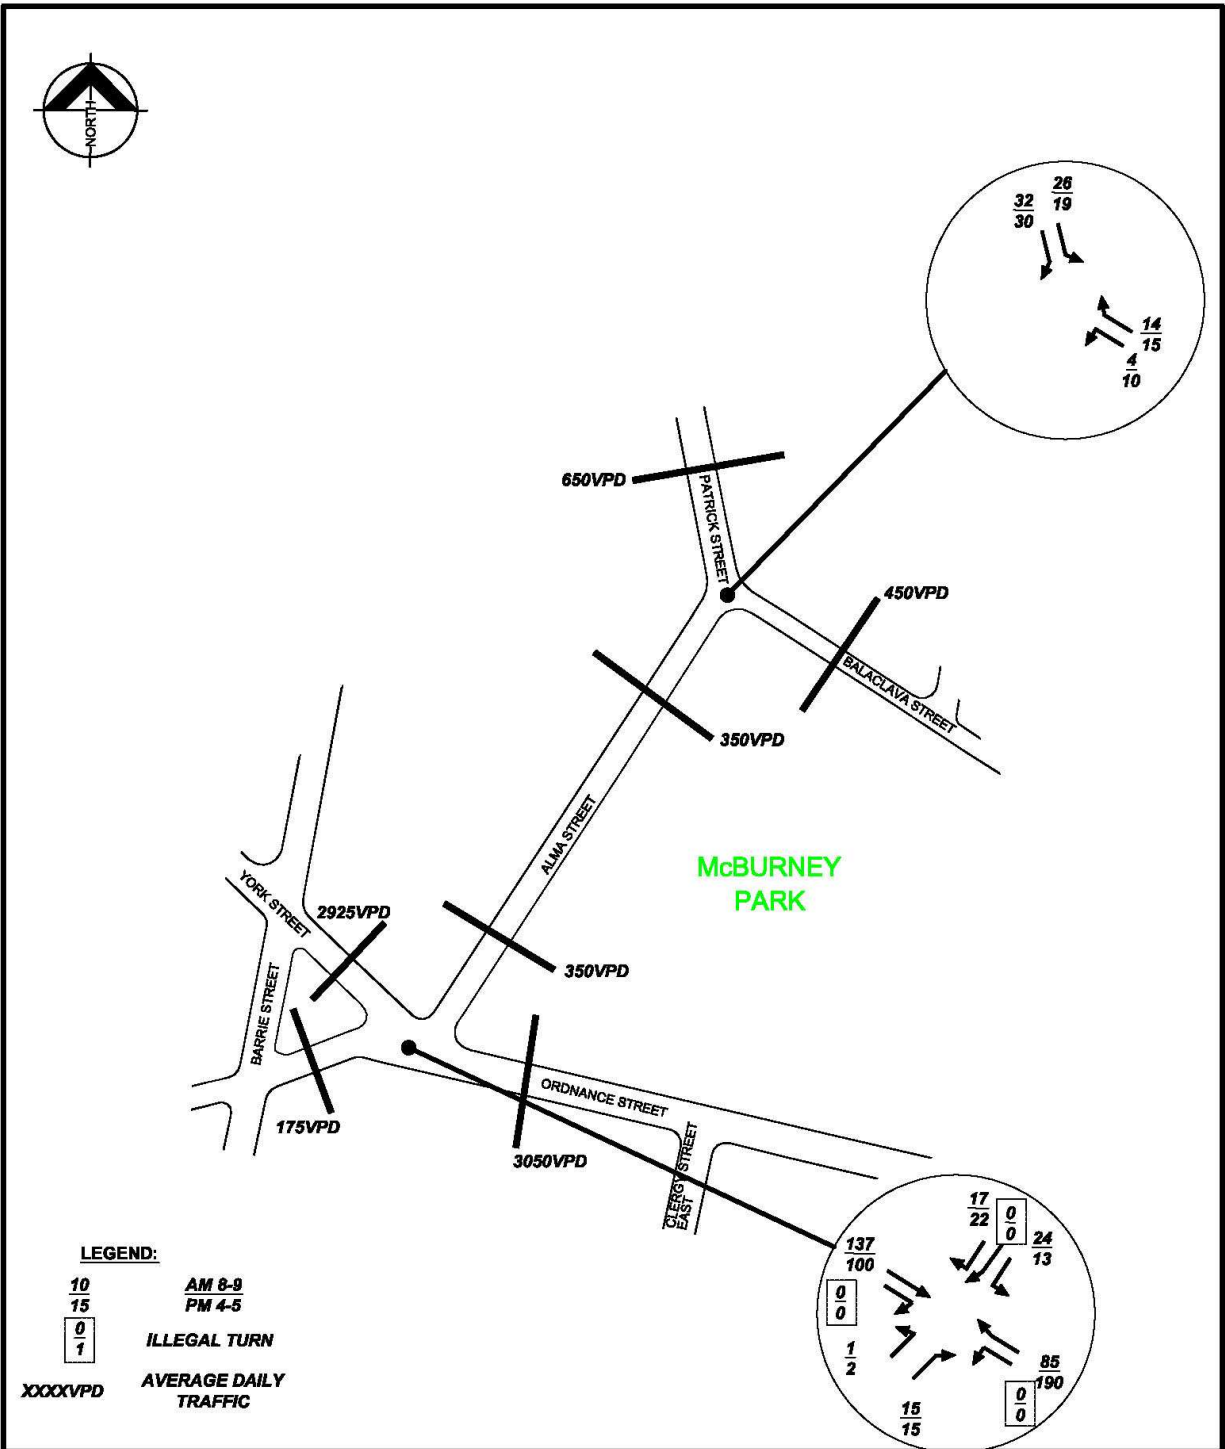 NORTH
26
19
32
30
14
15
4
10
650VPD
PATRICK STREET
450VPD
BALACLAVA STREET
350VPD
ALMA STREET
McBURNEY
PARK
YORK STREET
2925VPD
350VPD
BARRIE STREET
ORDNANCE STREET
175VPD
3050VPD
CLERGY STREET
EAST
17
22
0
0
24
13
137
100
0
0
1
2
85
190
0
0
15
15
LEGEND:
10
15
AM 8-9
PM 4-5
0
1
ILLEGAL TURN
XXXXVPD
AVERAGE DAILY
TRAFFIC